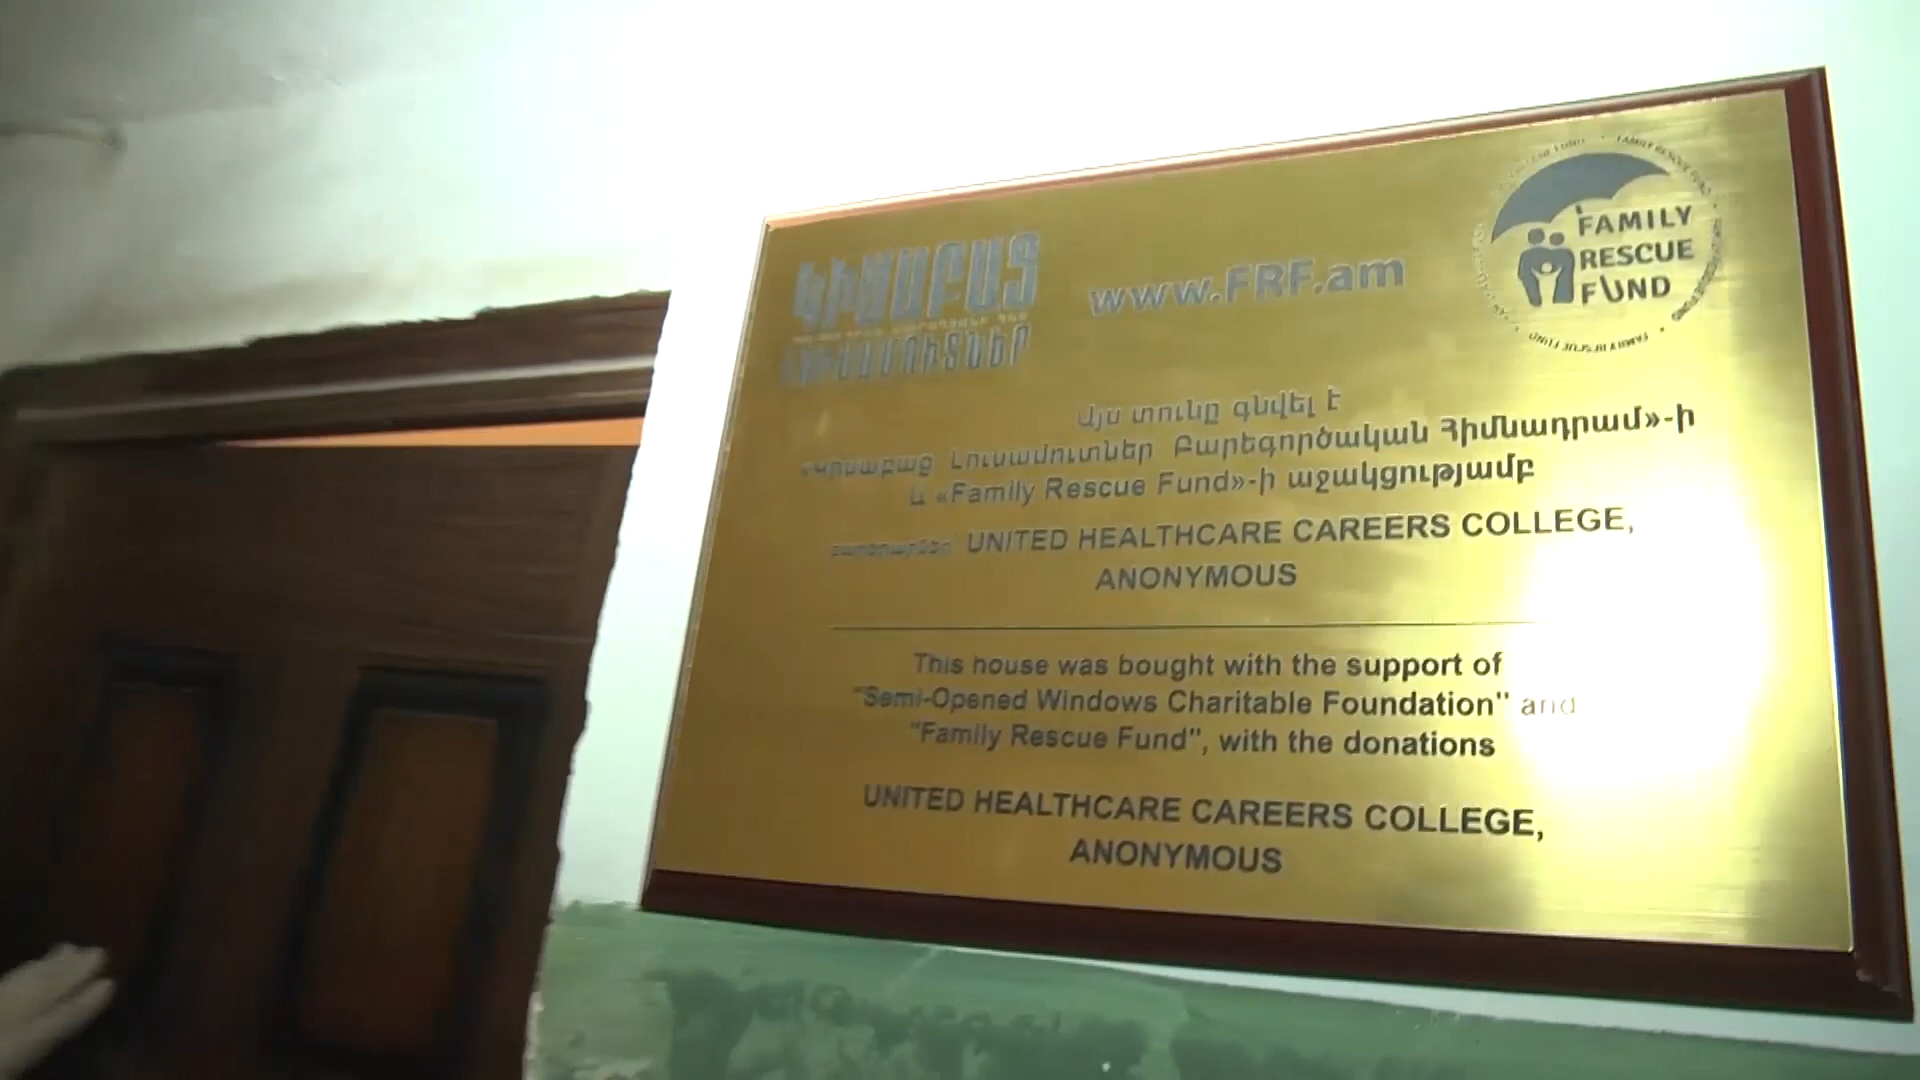 ԿԻՍԱԲԱՑ
ԼՈՒՍԱՄՈՒՏՆԵՐ
www.FRF.am
FAMILY
RESCUE
FUND
Այս տունը գնվել է
«Կիսաբաց Լուսամուտներ Բարեգործական Հիմնադրամ»-ի
և «Family Rescue Fund»-ի աջակցությամբ
UNITED HEALTHCARE CAREERS COLLEGE,
ANONYMOUS
This house was bought with the support of
"Semi-Opened Windows Charitable Foundation" and
"Family Rescue Fund", with the donations
UNITED HEALTHCARE CAREERS COLLEGE,
ANONYMOUS